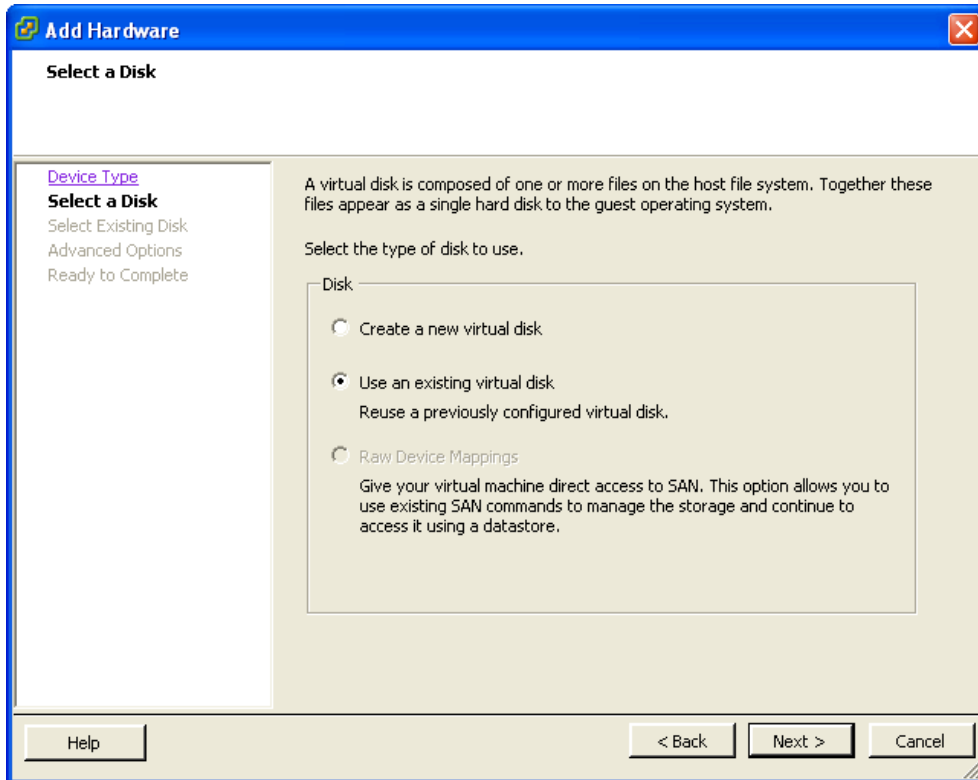 Add Hardware
Select a Disk
Device Type
Select a Disk
Select Existing Disk
Advanced Options
Ready to Complete
A virtual disk is composed of one or more files on the host file system. Together these
files appear as a single hard disk to the guest operating system.
Select the type of disk to use.
Disk
Create a new virtual disk
Use an existing virtual disk
Reuse a previously configured virtual disk.
Raw Device Mappings
Give your virtual machine direct access to SAN. This option allows you to
use existing SAN commands to manage the storage and continue to
access it using a datastore.
Help
< Back
Next >
Cancel